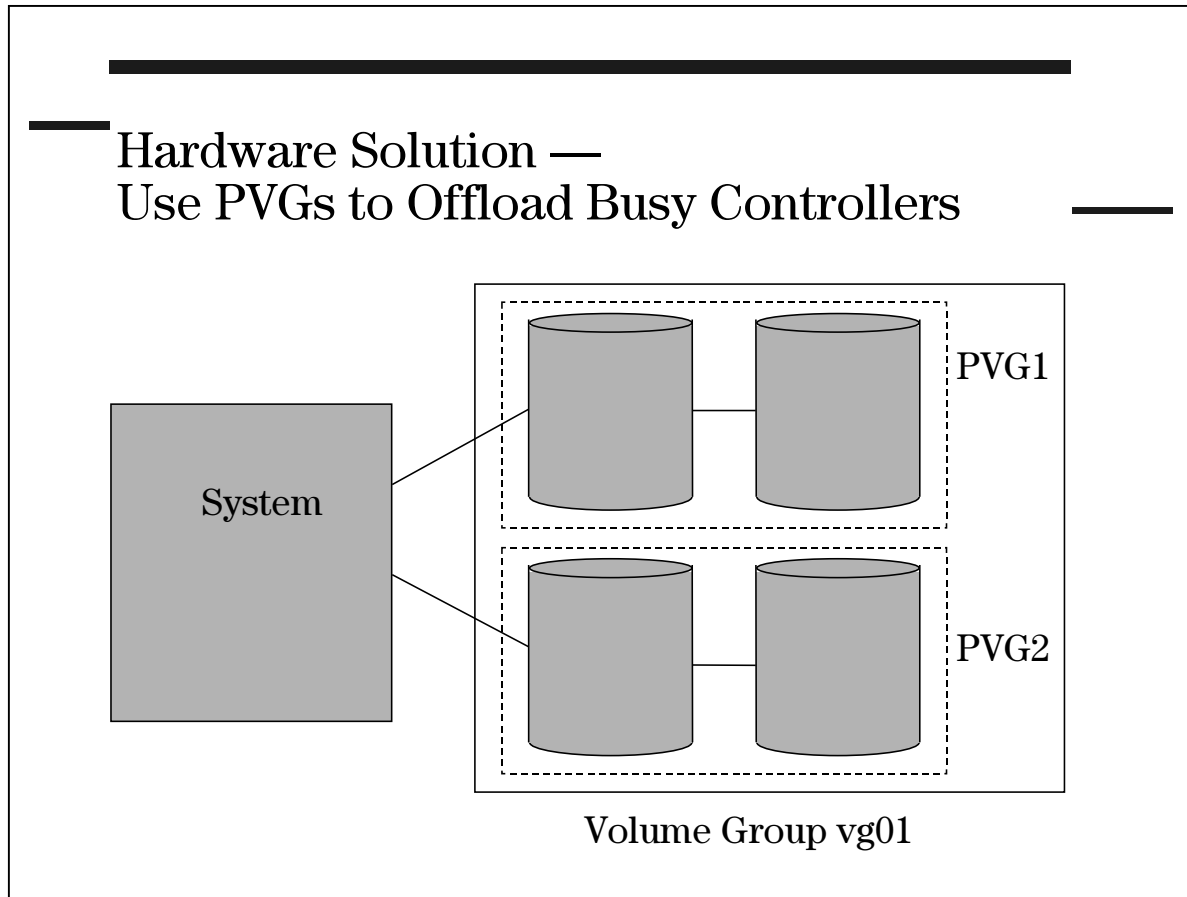 Hardware Solution —
Use PVGs to Offload Busy Controllers
PVG1
System
PVG2
Volume Group vg01